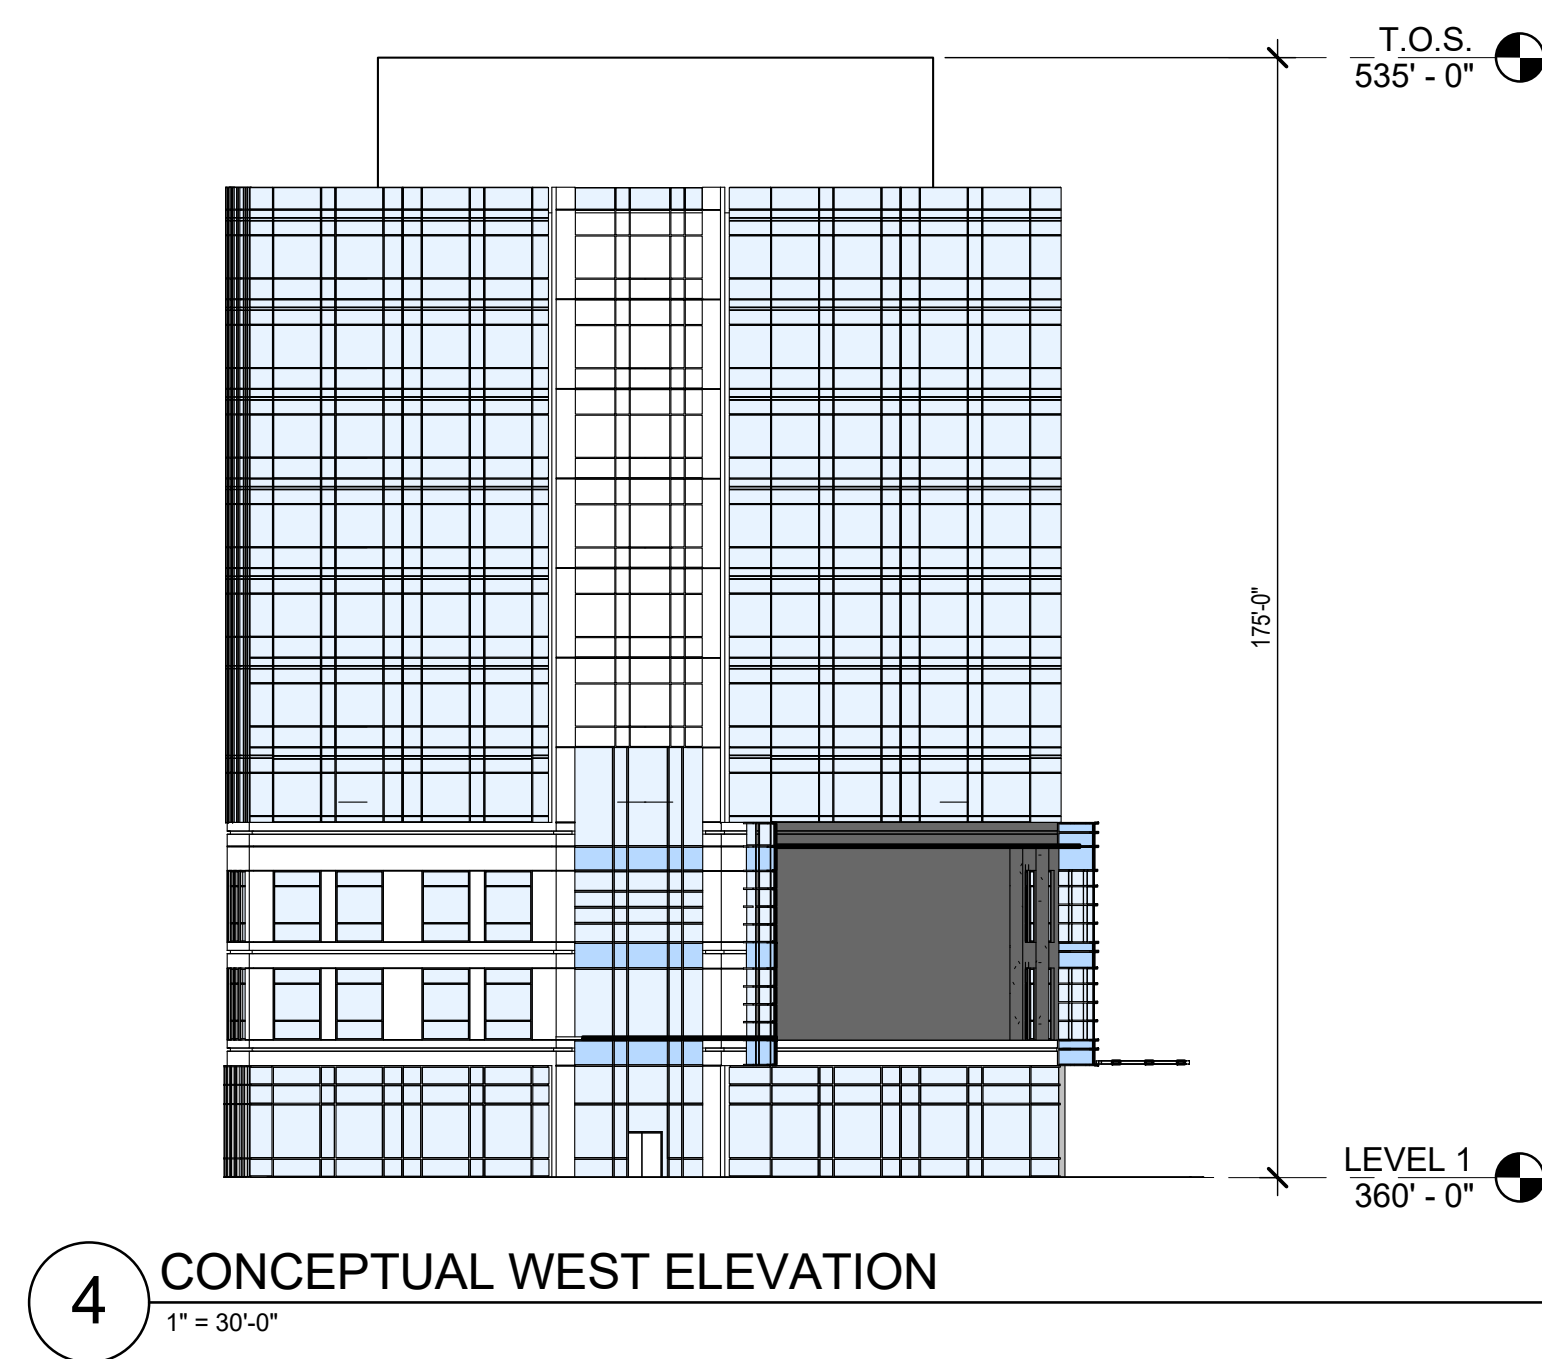 T.O.S.
535' - 0"
175'-0"
LEVEL 1
360' - 0"
4
CONCEPTUAL WEST ELEVATION
1" = 30'-0"